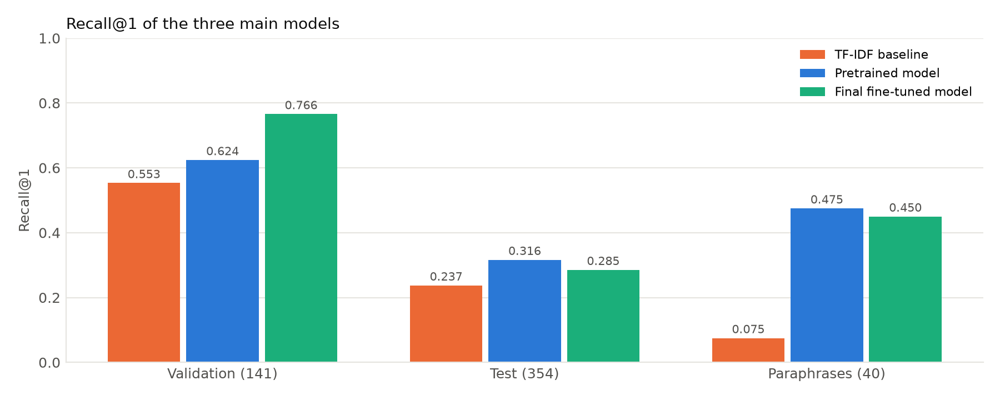 Recall@1 of the three main models
1.0
0.8
0.6
0.4
0.2
0.0
Recall@1
TF-IDF baseline
Pretrained model
Final fine-tuned model
0.553
0.624
0.766
0.237
0.316
0.285
0.075
0.475
0.450
Validation (141)
Test (354)
Paraphrases (40)